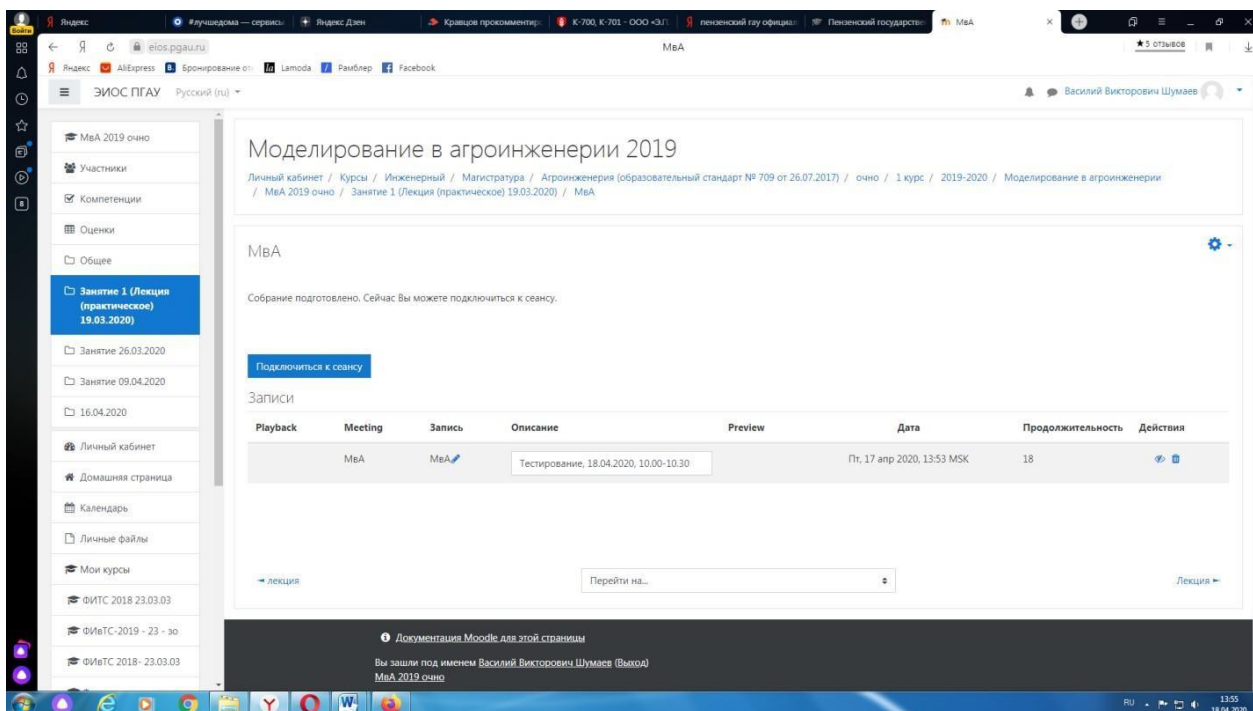 Войти
Яндекс
#лучшедома — сервисы
Яндекс Дзен
Кравцов прокомментир
К-700, К-701 - ООО «ЭЛ
пензенский гау официал
Пензенский государстве
МвА
eios.pgau.ru
МвА
★5 отзывов
Яндекс
AliExpress
Бронирование от
Lamoda
Рамблер
Facebook
ЭИОС ПГАУ
Русский (ru)
Василий Викторович Шумаев
МвА 2019 очно
Участники
Компетенции
Оценки
Общее
Занятие 1 (Лекция
(практическое)
19.03.2020)
Занятие 26.03.2020
Занятие 09.04.2020
16.04.2020
Личный кабинет
Домашняя страница
Календарь
Личные файлы
Мои курсы
ФИТС 2018 23.03.03
ФИвТС-2019 - 23 - зо
ФИвТС 2018- 23.03.03
Моделирование в агроинженерии 2019
Личный кабинет / Курсы / Инженерный / Магистратура / Агроинженерия (образовательный стандарт № 709 от 26.07.2017) / очно / 1 курс / 2019-2020 / Моделирование в агроинженерии
/ МвА 2019 очно / Занятие 1 (Лекция (практическое) 19.03.2020) / МвА
МвА
Собрание подготовлено. Сейчас Вы можете подключиться к сеансу.
Подключиться к сеансу
Записи
Playback Meeting Запись Описание Preview Дата Продолжительность Действия
МвА МвА Тестирование, 18.04.2020, 10.00-10.30 Пт, 17 апр 2020, 13:53 MSK 18
◄ лекция
Перейти на...
Лекция ►
Документация Moodle для этой страницы
Вы зашли под именем Василий Викторович Шумаев (Выход)
МвА 2019 очно
RU
13:55
18.04.2020